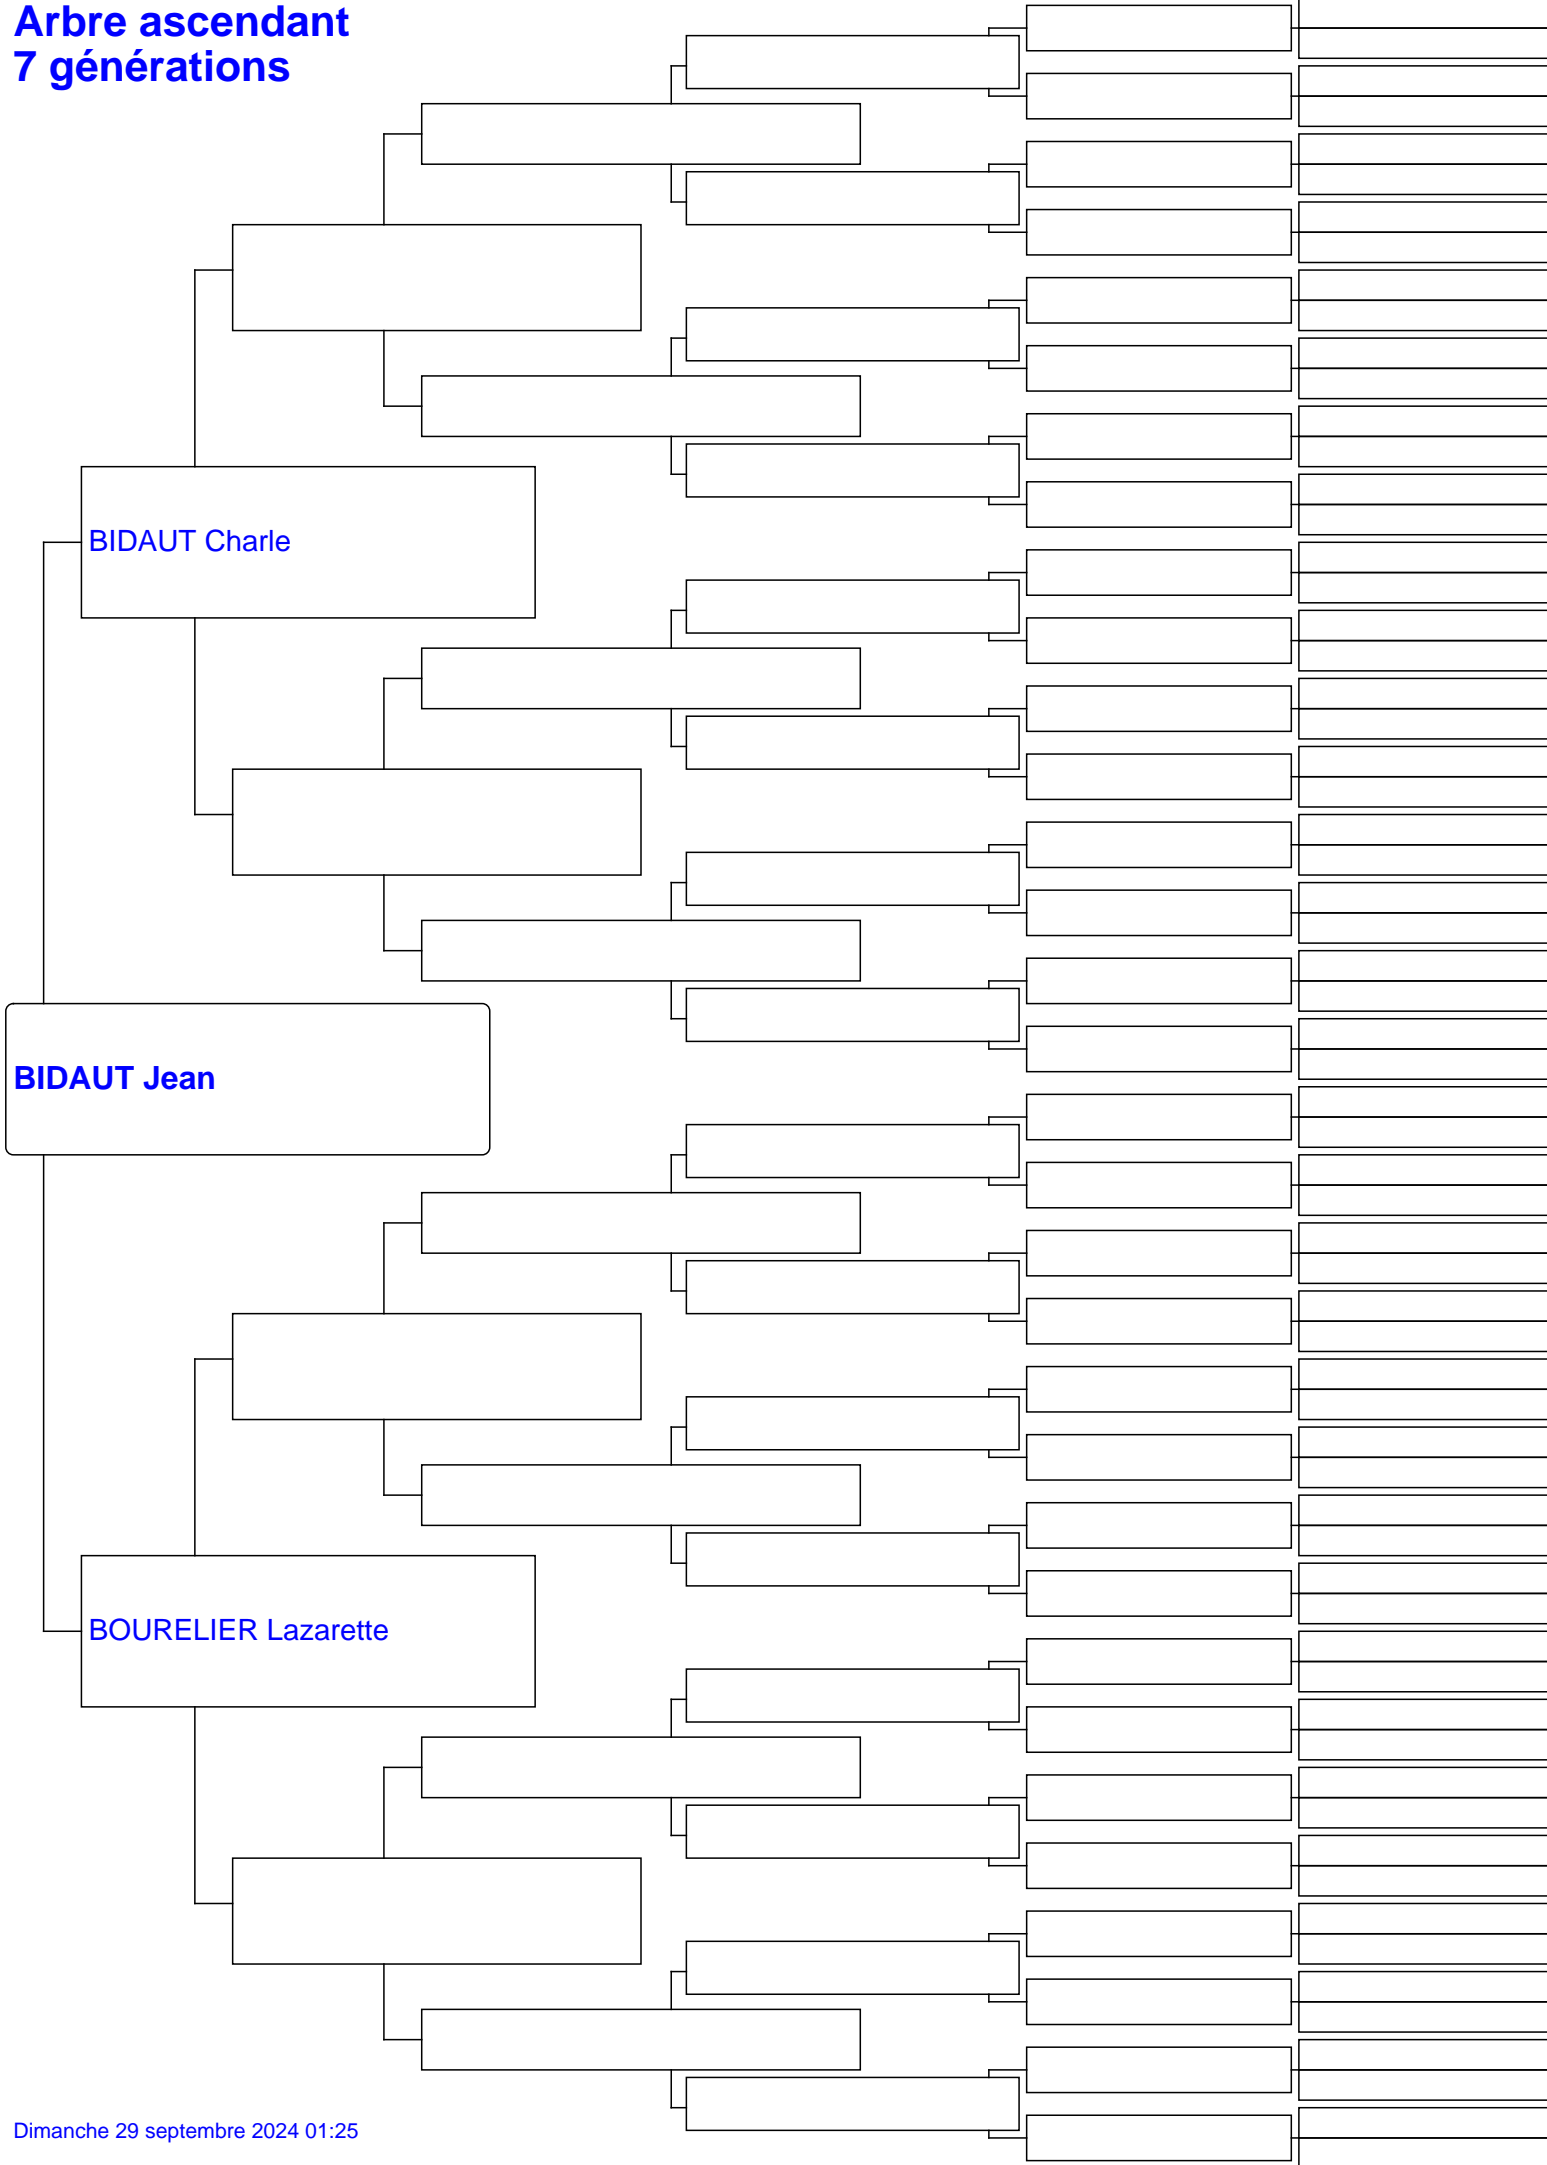 Arbre ascendant
7 générations
BIDAUT Charle
BIDAUT Jean
BOURELIER Lazarette
Dimanche 29 septembre 2024 01:25